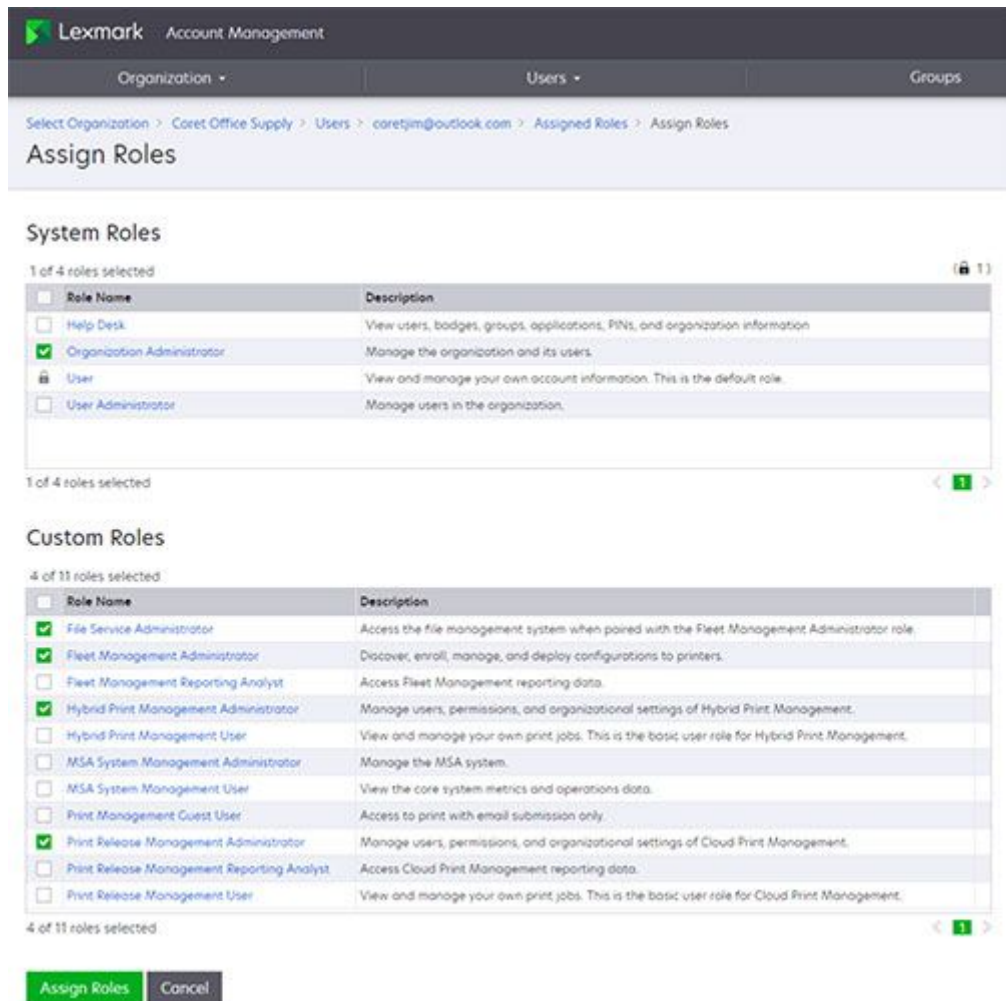 Lexmark Account Management
Organization Users Groups
Select Organization > Coret Office Supply > Users > coretjim@outlook.com > Assigned Roles > Assign Roles
Assign Roles
System Roles
1 of 4 roles selected (1)
Role Name Description
Help Desk View users, badges, groups, applications, PINs, and organization information
Organization Administrator Manage the organization and its users.
User View and manage your own account information. This is the default role.
User Administrator Manage users in the organization.
1 of 4 roles selected < 1 >
Custom Roles
4 of 11 roles selected
Role Name Description
File Service Administrator Access the file management system when paired with the Fleet Management Administrator role.
Fleet Management Administrator Discover, enroll, manage, and deploy configurations to printers.
Fleet Management Reporting Analyst Access Fleet Management reporting data.
Hybrid Print Management Administrator Manage users, permissions, and organizational settings of Hybrid Print Management.
Hybrid Print Management User View and manage your own print jobs. This is the basic user role for Hybrid Print Management.
MSA System Management Administrator Manage the MSA system.
MSA System Management User View the core system metrics and operations data.
Print Management Guest User Access to print with email submission only.
Print Release Management Administrator Manage users, permissions, and organizational settings of Cloud Print Management.
Print Release Management Reporting Analyst Access Cloud Print Management reporting data.
Print Release Management User View and manage your own print jobs. This is the basic user role for Cloud Print Management.
4 of 11 roles selected < 1 >
Assign Roles Cancel